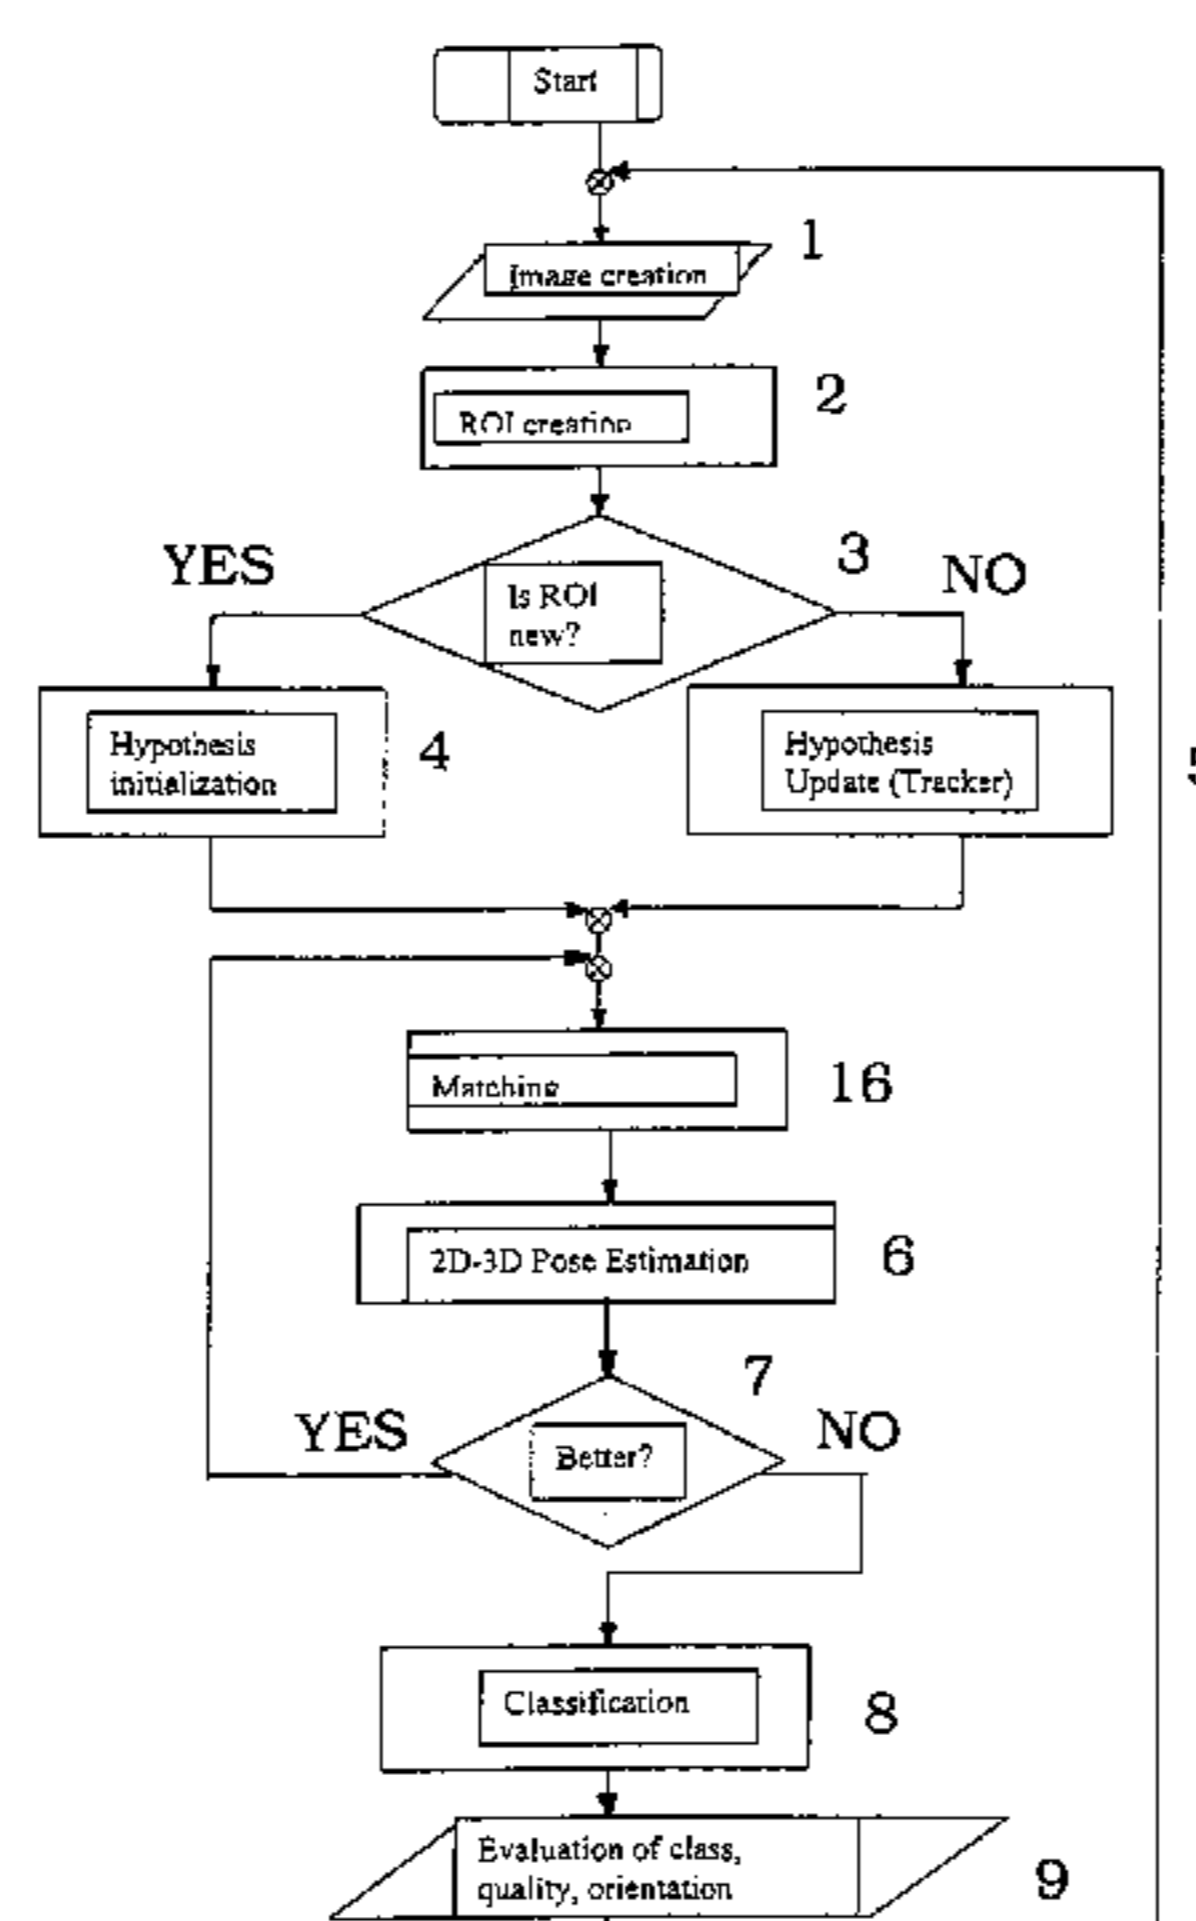 Start
1
Image creation
2
ROI creation
3
YES
NO
Is ROI
new?
Hypothesis
initialization
4
Hypothesis
Update (Tracker)
Matching
16
2D-3D Pose Estimation
6
7
YES
NO
Better?
Classification
8
Evaluation of class,
quality, orientation
9